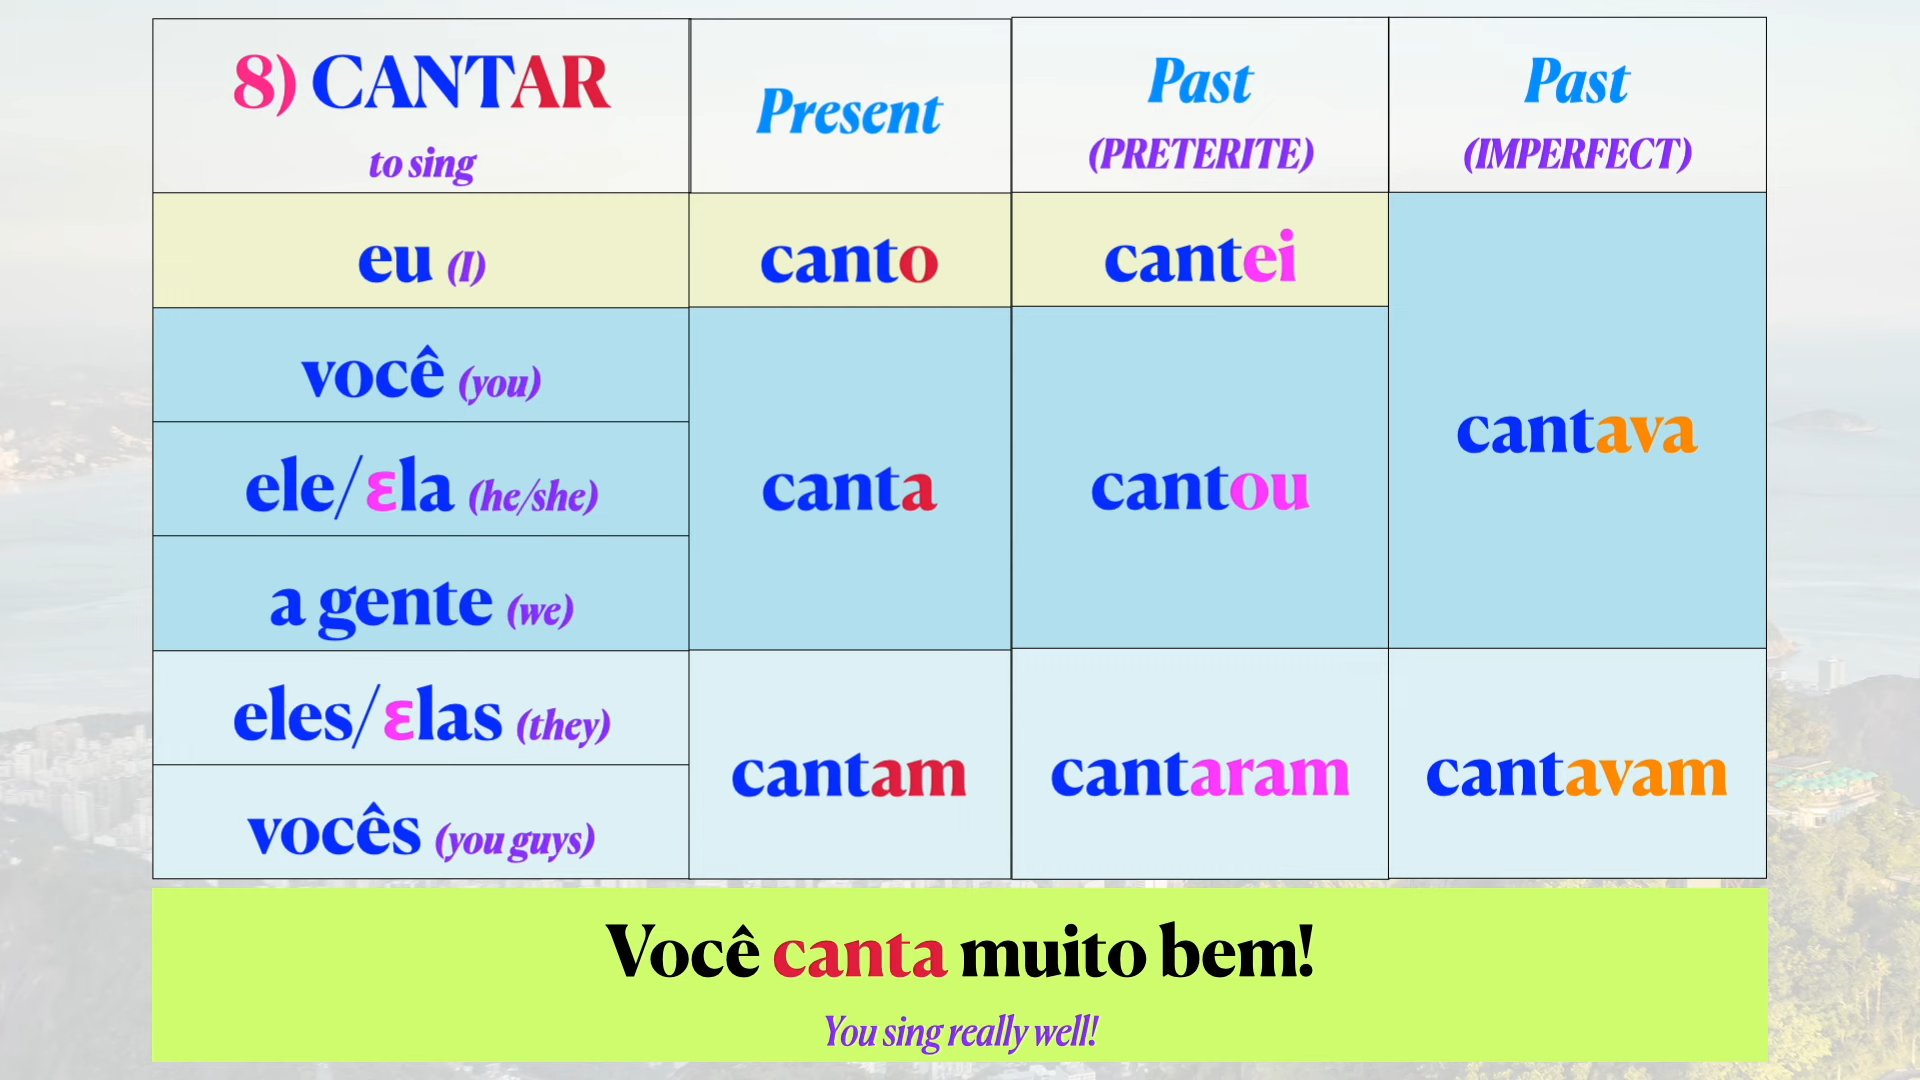 8) CANTAR
to sing
Present
Past
(PRETERITE)
Past
(IMPERFECT)
eu (I)
canto
cantei
cantava
você (you)
ele/ɛla (he/she)
canta
cantou
a gente (we)
eles/ɛlas (they)
cantam
cantaram
cantavam
vocês (you guys)
Você canta muito bem!
You sing really well!